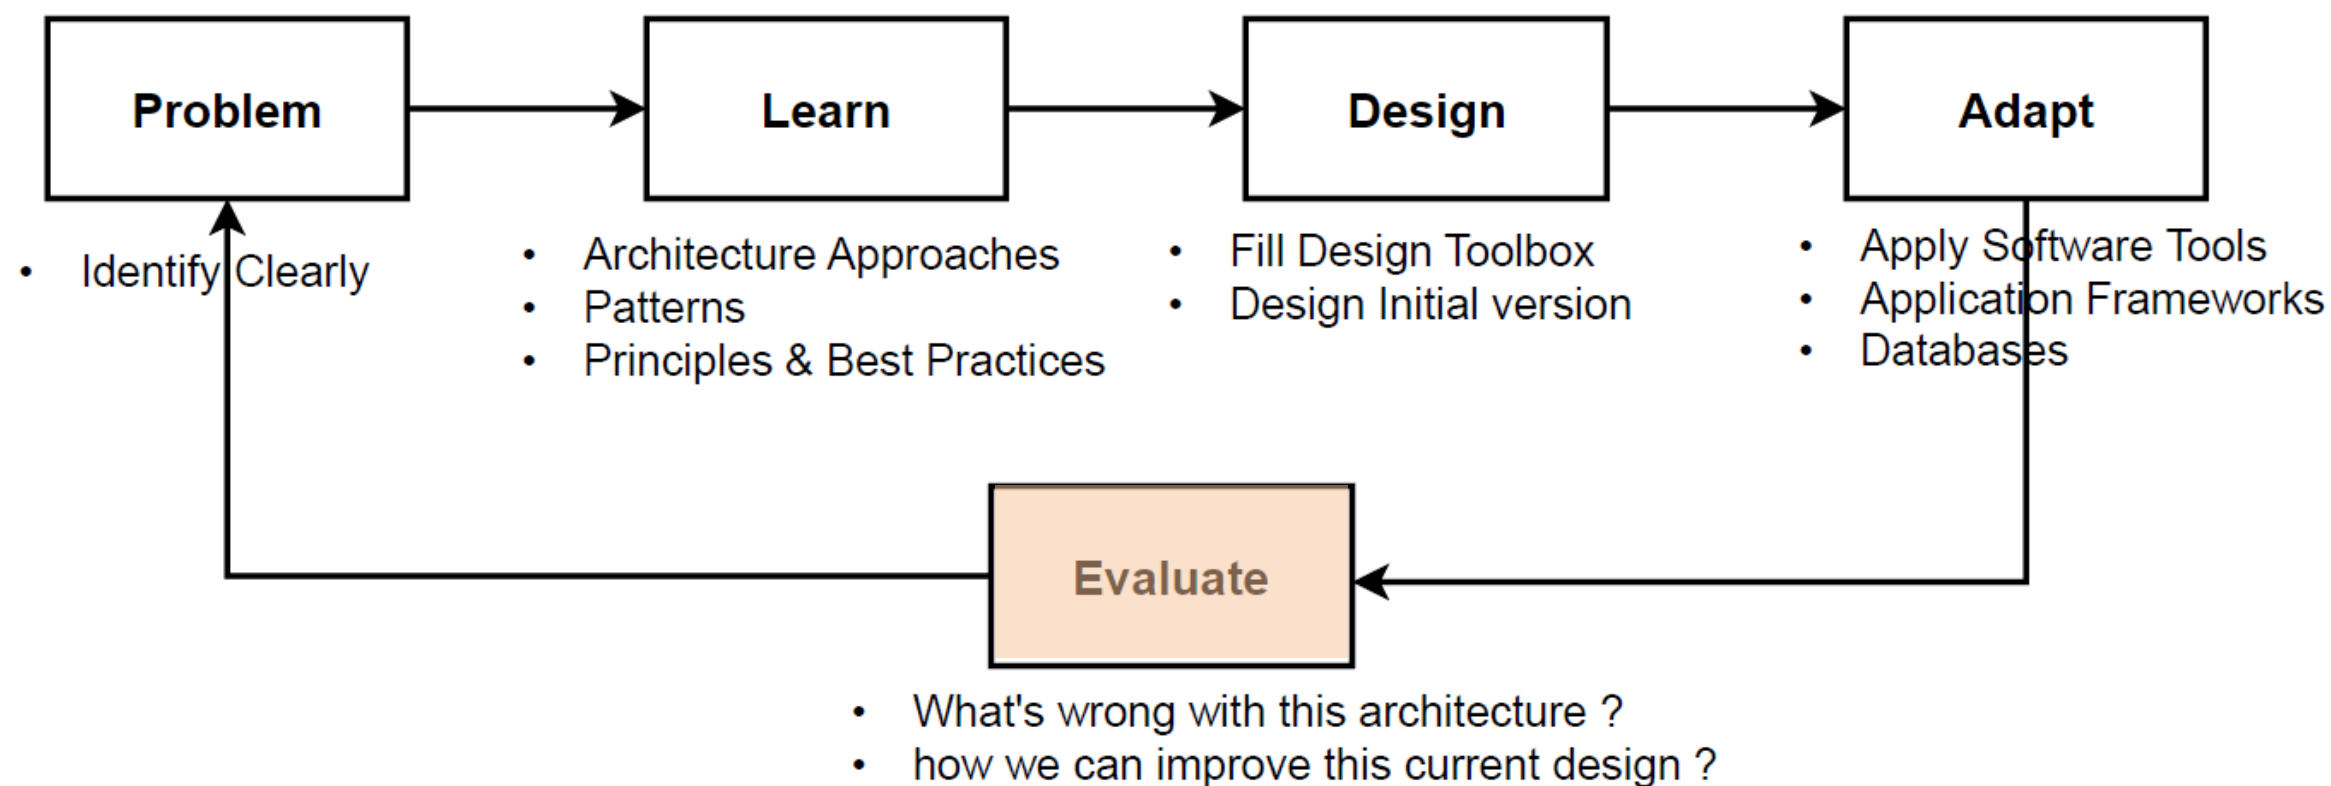 Problem
Learn
Design
Adapt
• Identify Clearly
• Architecture Approaches
• Patterns
• Principles & Best Practices
• Fill Design Toolbox
• Design Initial version
• Apply Software Tools
• Application Frameworks
• Databases
Evaluate
• What's wrong with this architecture ?
• how we can improve this current design ?